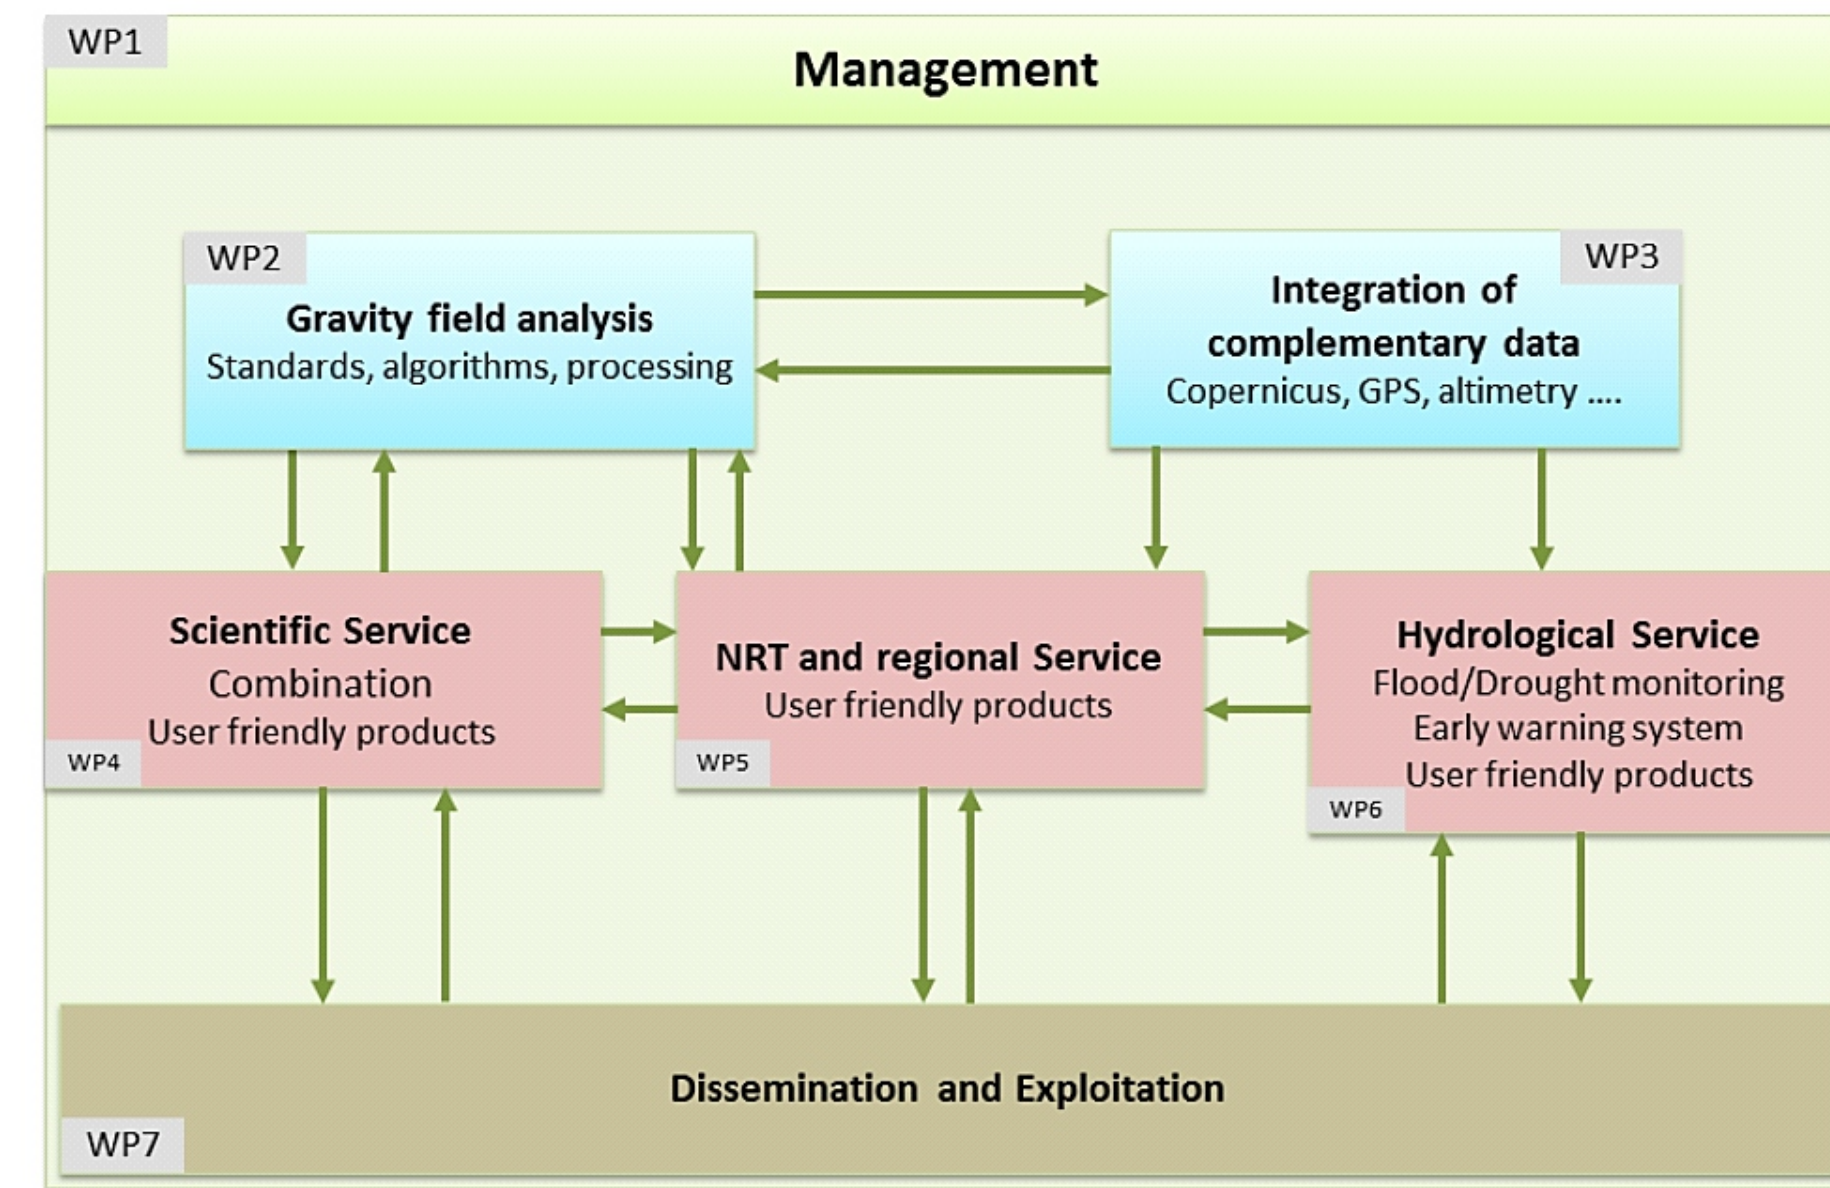 WP1
Management
WP2
Gravity field analysis
Standards, algorithms, processing
WP3
Integration of
complementary data
Copernicus, GPS, altimetry ....
Scientific Service
Combination
User friendly products
WP4
NRT and regional Service
User friendly products
WP5
Hydrological Service
Flood/Drought monitoring
Early warning system
User friendly products
WP6
Dissemination and Exploitation
WP7